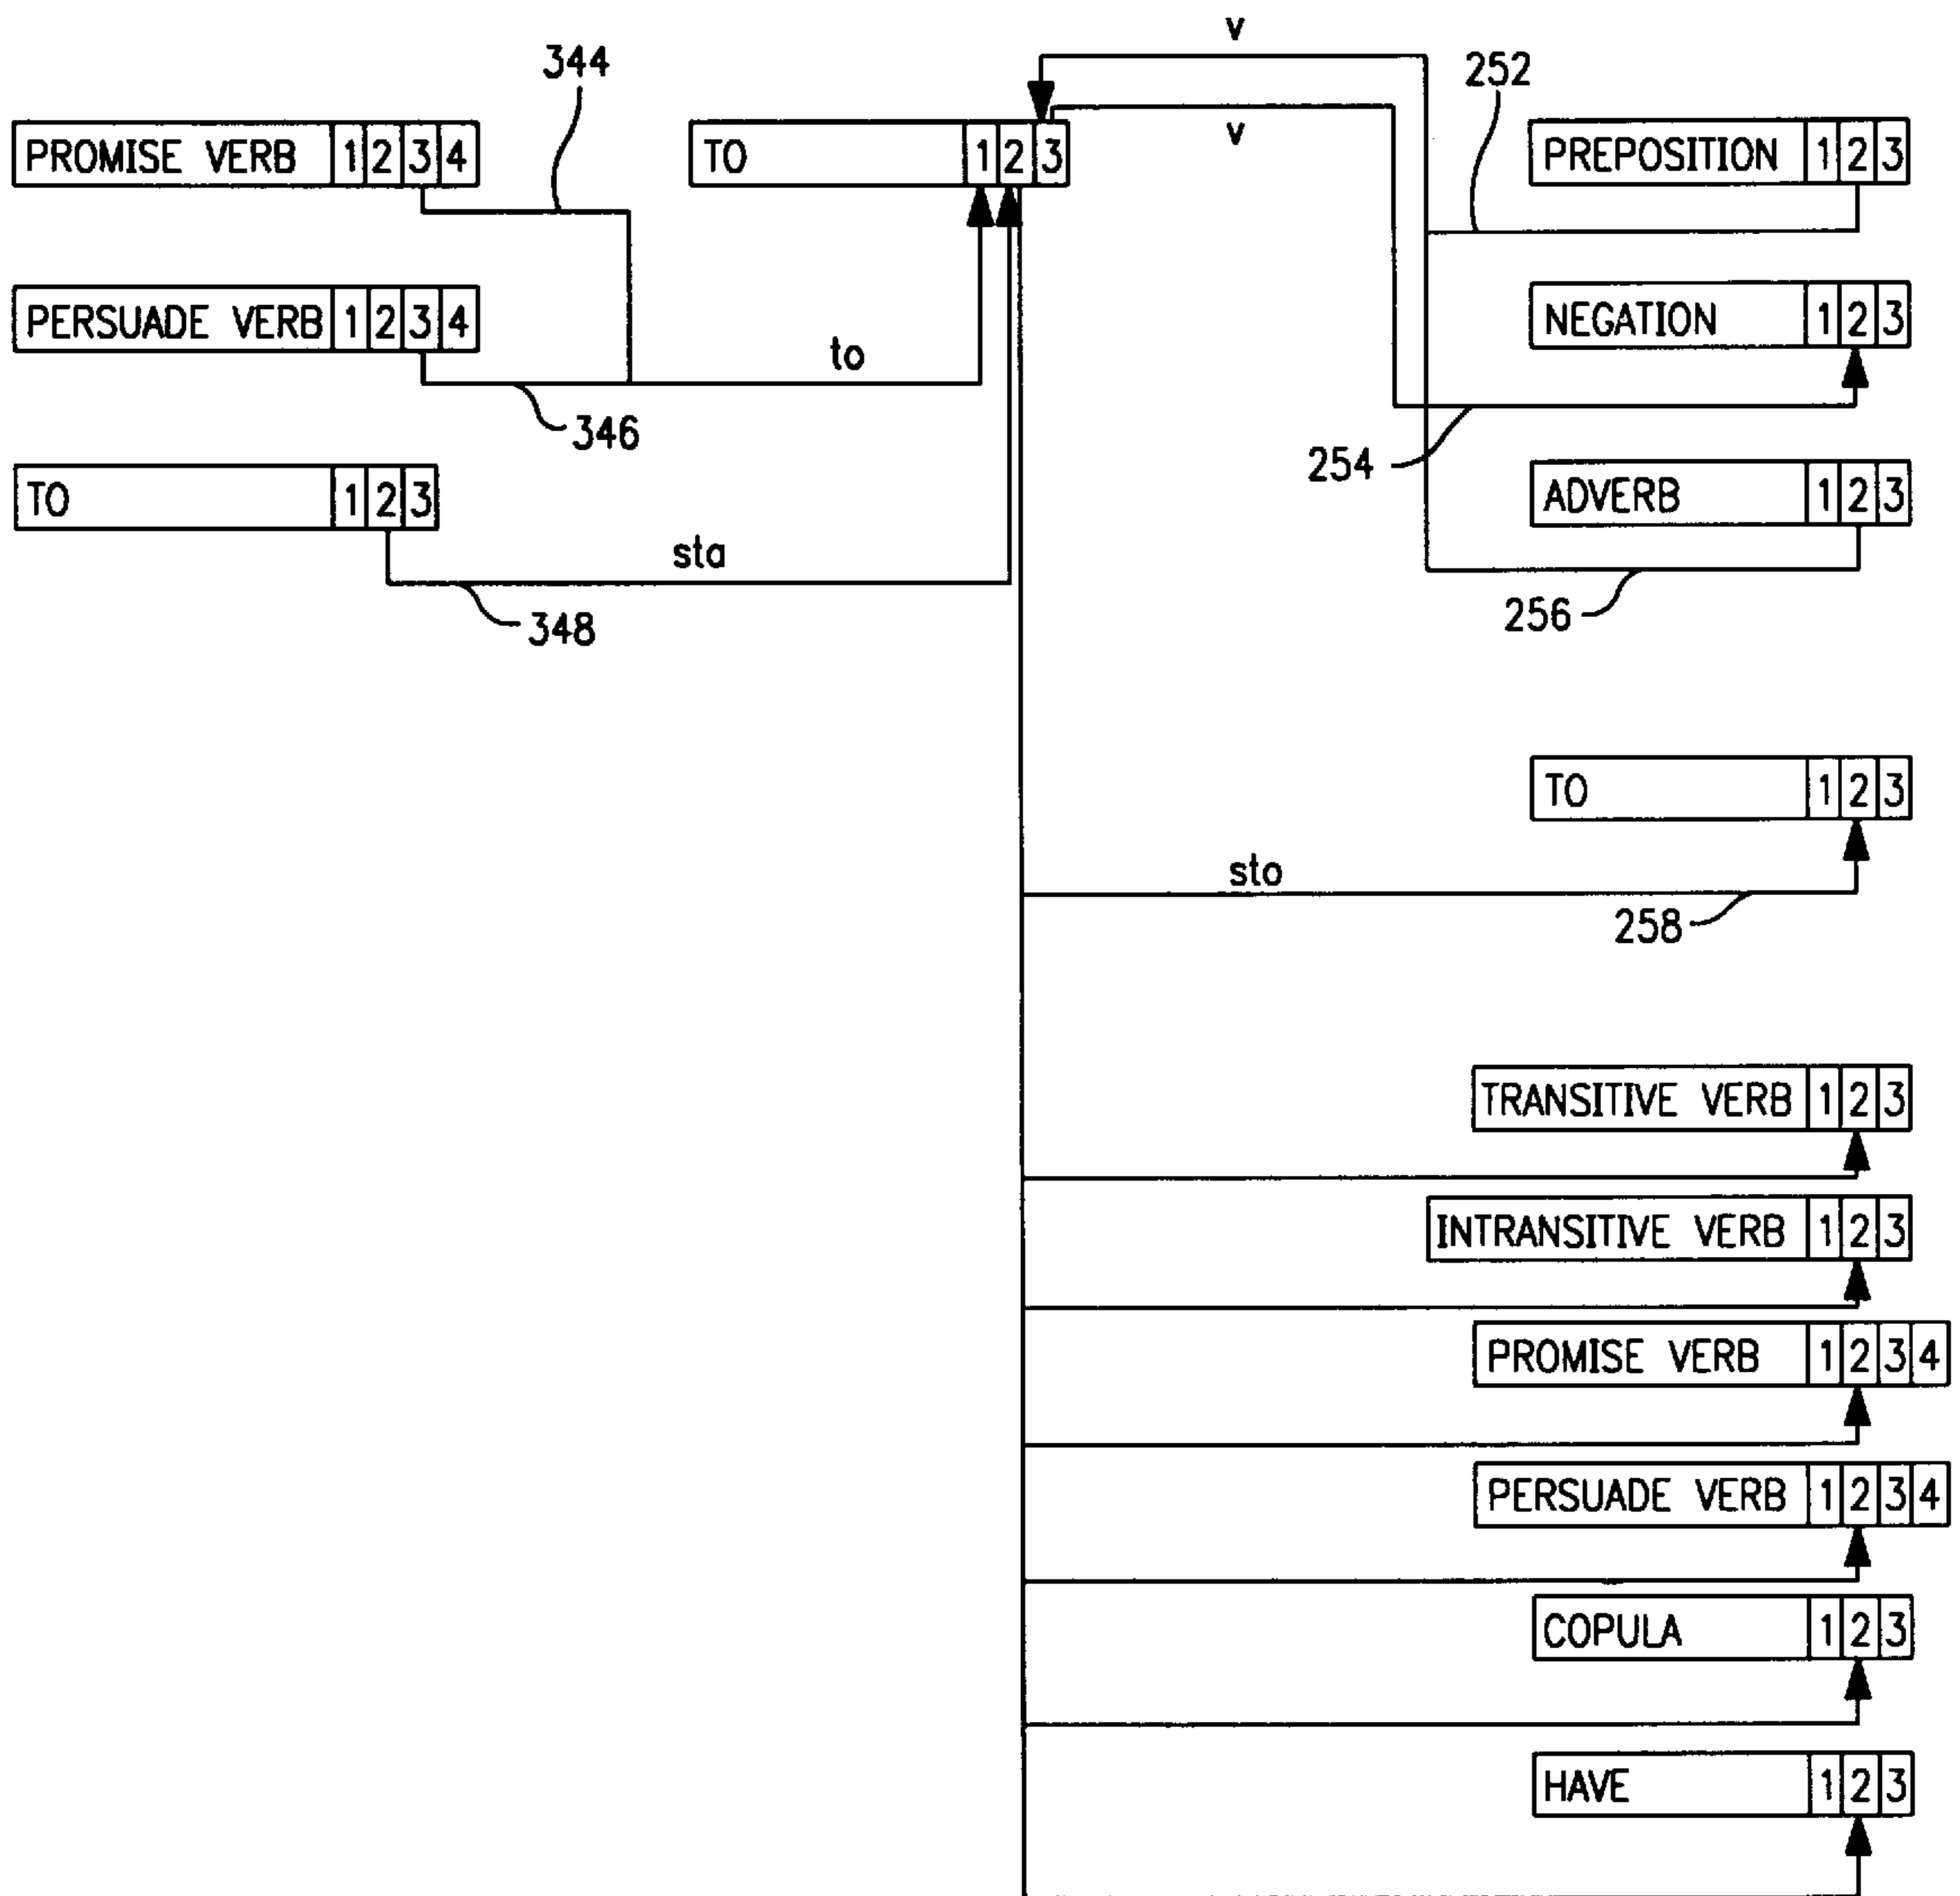 v
344
252
PROMISE VERB 1 2 3 4
TO 1 2 3
v
PREPOSITION 1 2 3
PERSUADE VERB 1 2 3 4
NEGATION 1 2 3
to
346
254
TO 1 2 3
ADVERB 1 2 3
sta
348
256
TO 1 2 3
sto
258
TRANSITIVE VERB 1 2 3
INTRANSITIVE VERB 1 2 3
PROMISE VERB 1 2 3 4
PERSUADE VERB 1 2 3 4
COPULA 1 2 3
HAVE 1 2 3